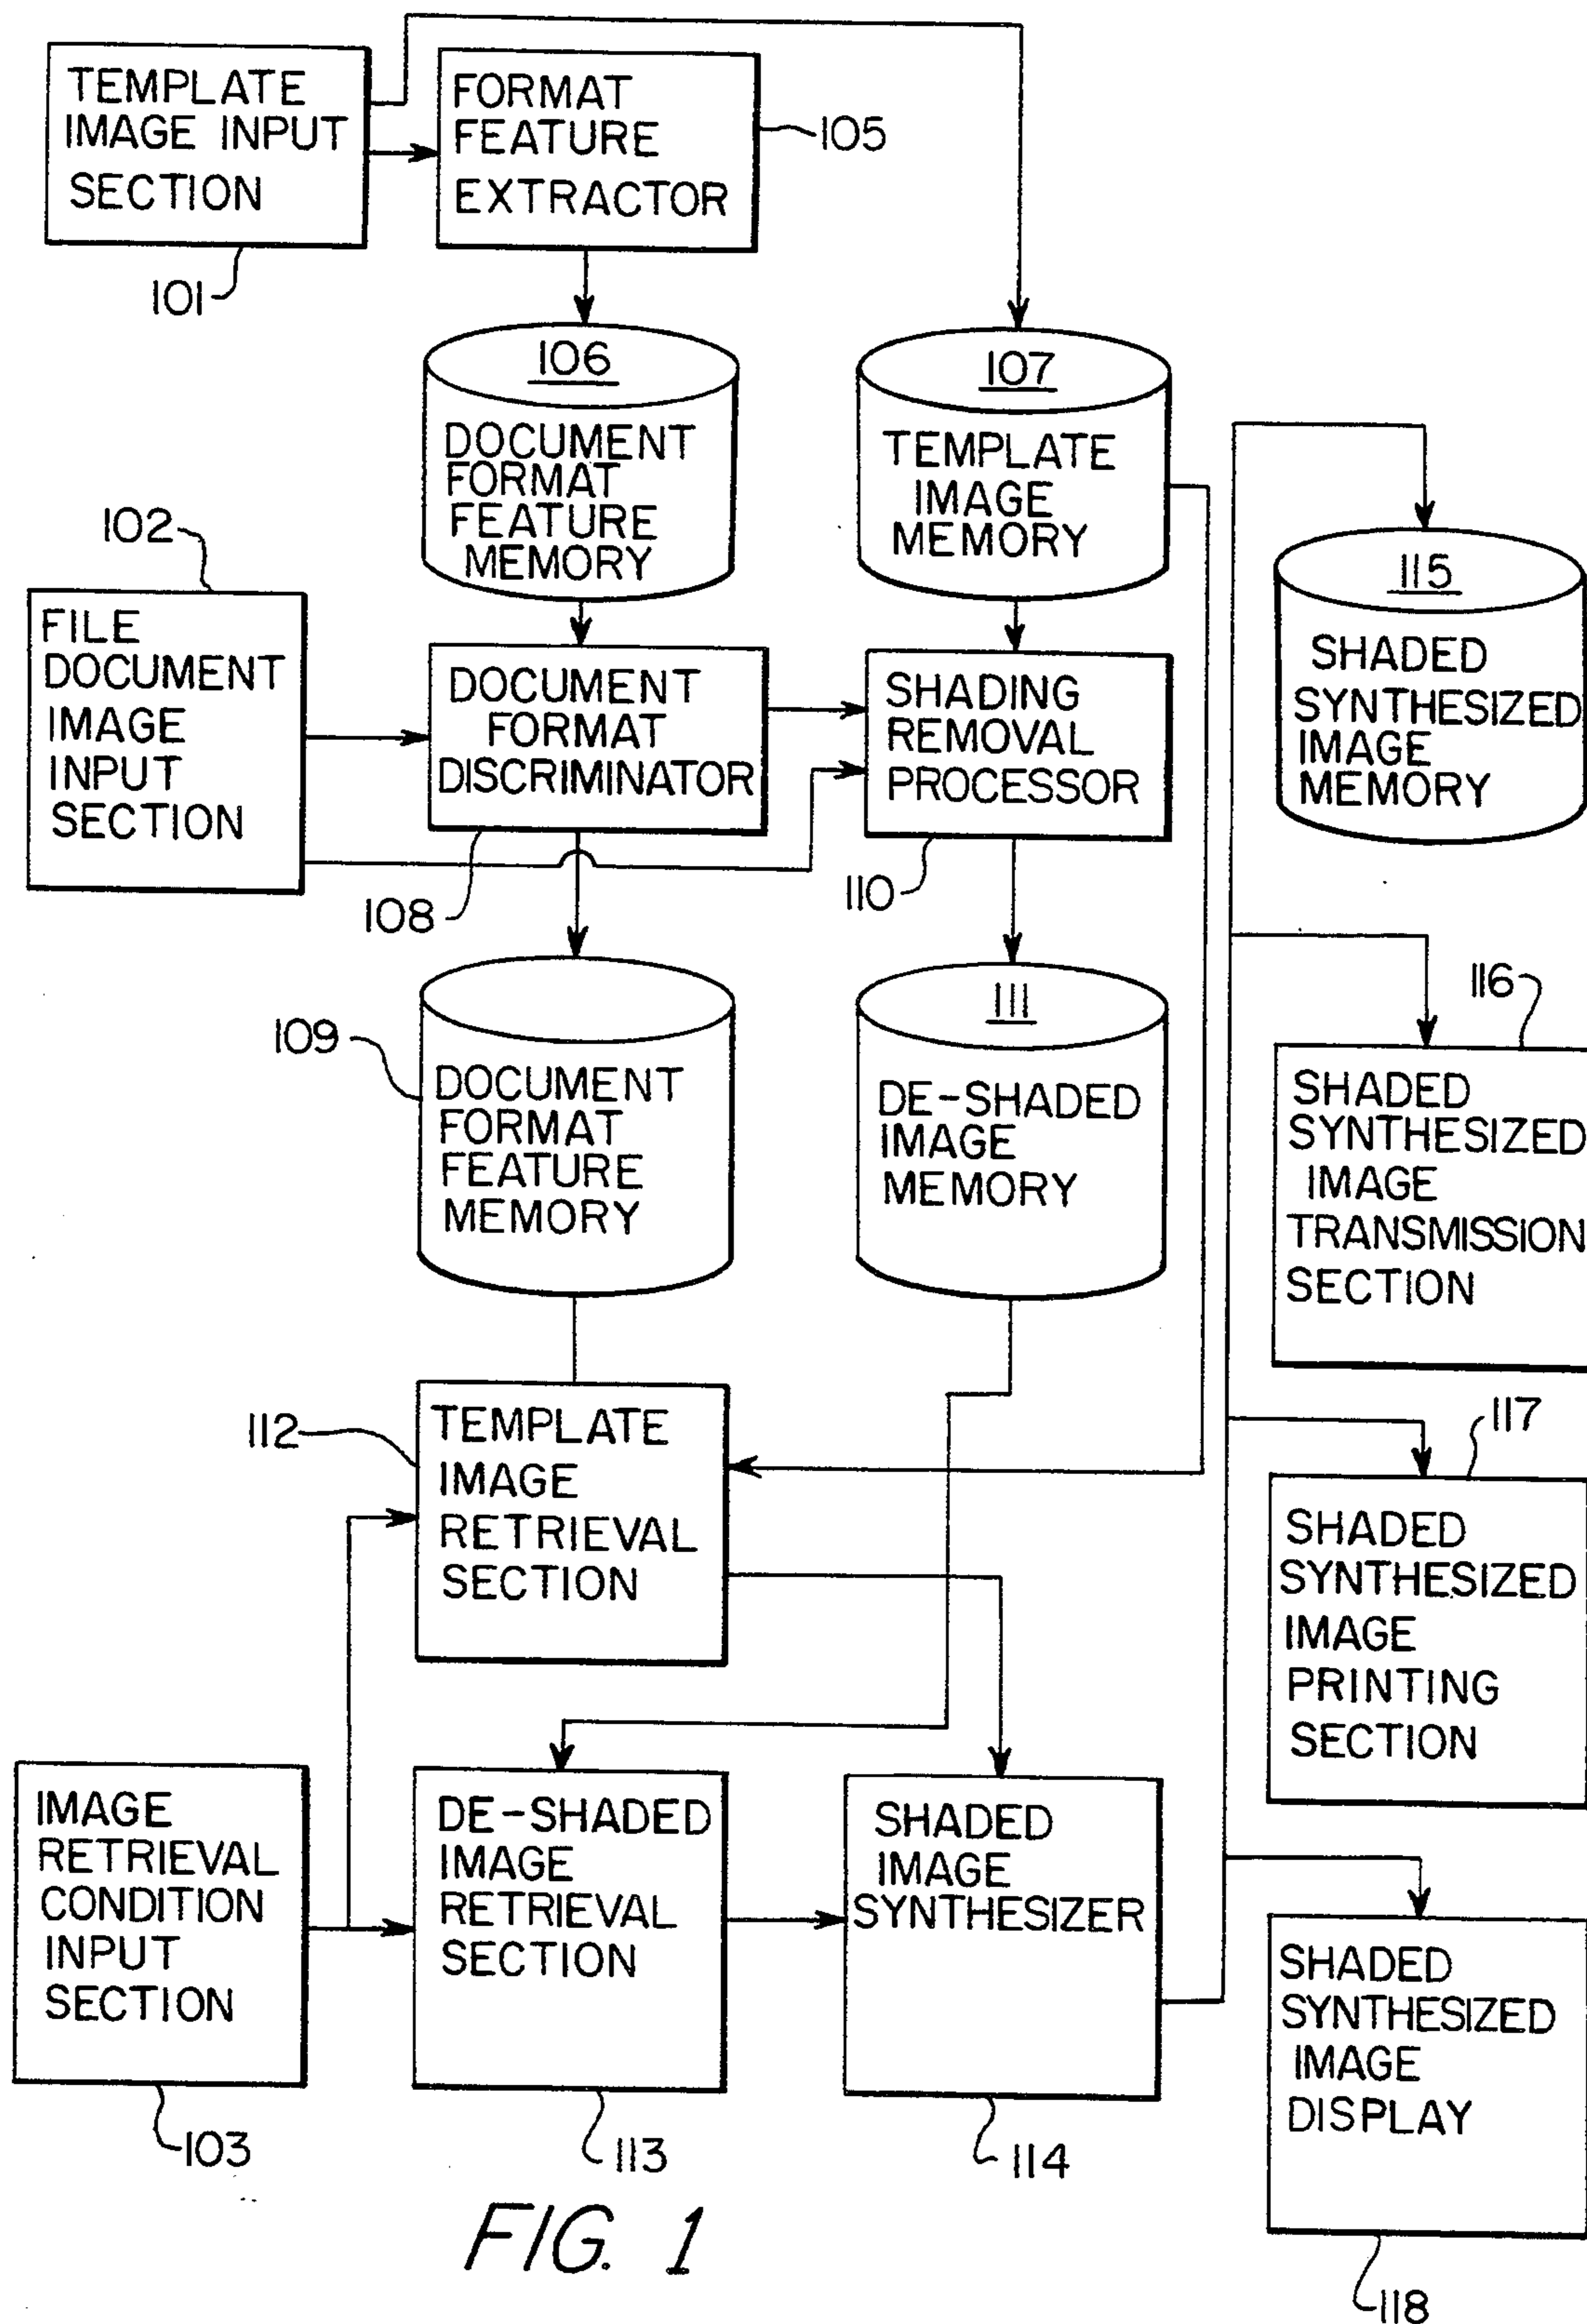 TEMPLATE
IMAGE INPUT
SECTION
101
FORMAT
FEATURE
EXTRACTOR
105
106
DOCUMENT
FORMAT
FEATURE
MEMORY
107
TEMPLATE
IMAGE
MEMORY
102
FILE
DOCUMENT
IMAGE
INPUT
SECTION
DOCUMENT
FORMAT
DISCRIMINATOR
108
SHADING
REMOVAL
PROCESSOR
110
115
SHADED
SYNTHESIZED
IMAGE
MEMORY
109
DOCUMENT
FORMAT
FEATURE
MEMORY
111
DE-SHADED
IMAGE
MEMORY
116
SHADED
SYNTHESIZED
IMAGE
TRANSMISSION
SECTION
112
TEMPLATE
IMAGE
RETRIEVAL
SECTION
117
SHADED
SYNTHESIZED
IMAGE
PRINTING
SECTION
IMAGE
RETRIEVAL
CONDITION
INPUT
SECTION
103
DE-SHADED
IMAGE
RETRIEVAL
SECTION
113
SHADED
IMAGE
SYNTHESIZER
114
SHADED
SYNTHESIZED
IMAGE
DISPLAY
118
FIG. 1